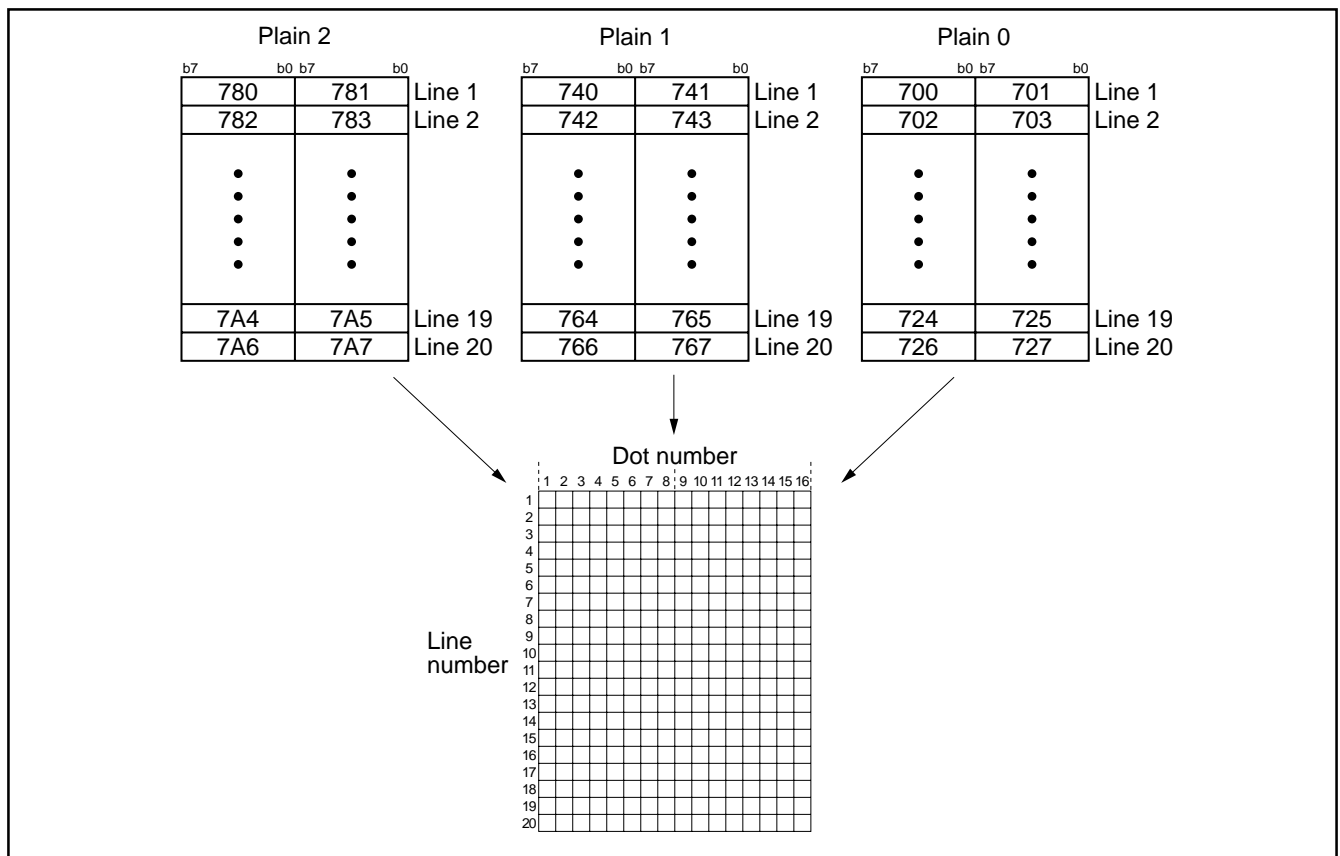 Plain 2 Plain 1 Plain 0
b7 b0 b7 b0 b7 b0 b7 b0 b7 b0 b7 b0
780 781 Line 1 740 741 Line 1 700 701 Line 1
782 783 Line 2 742 743 Line 2 702 703 Line 2
7A4 7A5 Line 19 764 765 Line 19 724 725 Line 19
7A6 7A7 Line 20 766 767 Line 20 726 727 Line 20
Dot number
1 2 3 4 5 6 7 8 9 10 11 12 13 14 15 16
1
2
3
4
5
6
7
8
9
Line
10
number
11
12
13
14
15
16
17
18
19
20